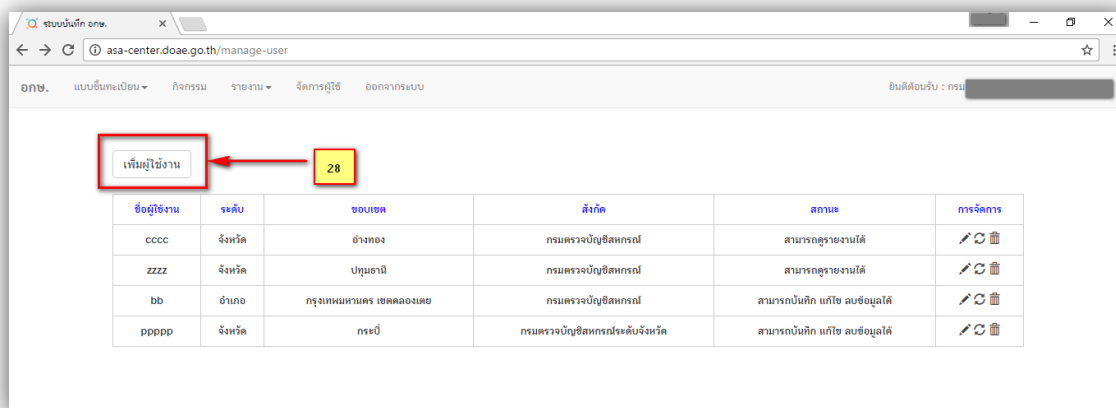 ระบบบันทึก อกษ.
asa-center.doae.go.th/manage-user
อกษ. แบบขึ้นทะเบียน กิจกรรม รายงาน จัดการผู้ใช้ ออกจากระบบ ยินดีต้อนรับ : กรม
เพิ่มผู้ใช้งาน 28
ชื่อผู้ใช้งาน ระดับ ขอบเขต สังกัด สถานะ การจัดการ
cccc จังหวัด อ่างทอง กรมตรวจบัญชีสหกรณ์ สามารถดูรายงานได้
zzzz จังหวัด ปทุมธานี กรมตรวจบัญชีสหกรณ์ สามารถดูรายงานได้
bb อำเภอ กรุงเทพมหานคร เขตคลองเตย กรมตรวจบัญชีสหกรณ์ สามารถบันทึก แก้ไข ลบข้อมูลได้
ppppp จังหวัด กระบี่ กรมตรวจบัญชีสหกรณ์ระดับจังหวัด สามารถบันทึก แก้ไข ลบข้อมูลได้